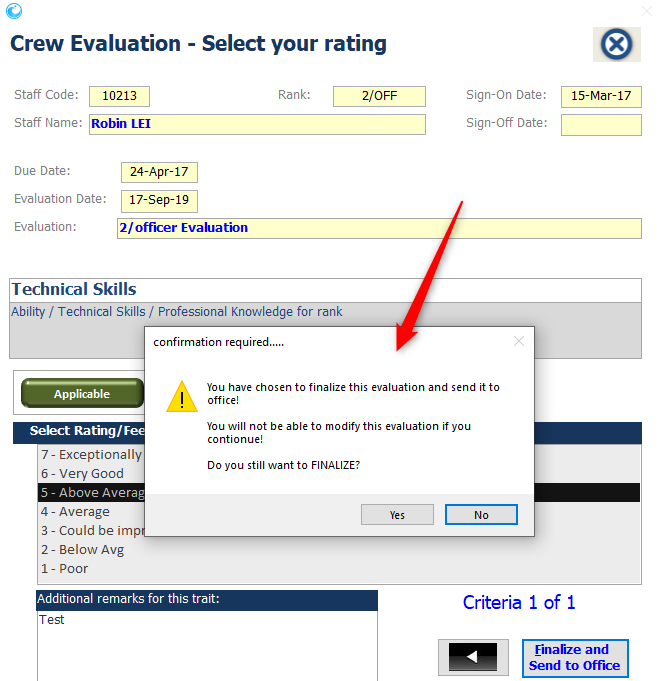 Crew Evaluation - Select your rating
Staff Code: 10213 Rank: 2/OFF Sign-On Date: 15-Mar-17
Staff Name: Robin LEI Sign-Off Date:
Due Date: 24-Apr-17
Evaluation Date: 17-Sep-19
Evaluation: 2/officer Evaluation
Technical Skills
Ability / Technical Skills / Professional Knowledge for rank
confirmation required.....
You have chosen to finalize this evaluation and send it to
office!
You will not be able to modify this evaluation if you
contionue!
Do you still want to FINALIZE?
Yes No
Applicable
Select Rating/Fee
7 - Exceptionally
6 - Very Good
5 - Above Averag
4 - Average
3 - Could be impr
2 - Below Avg
1 - Poor
Additional remarks for this trait:
Test
Criteria 1 of 1
Finalize and
Send to Office